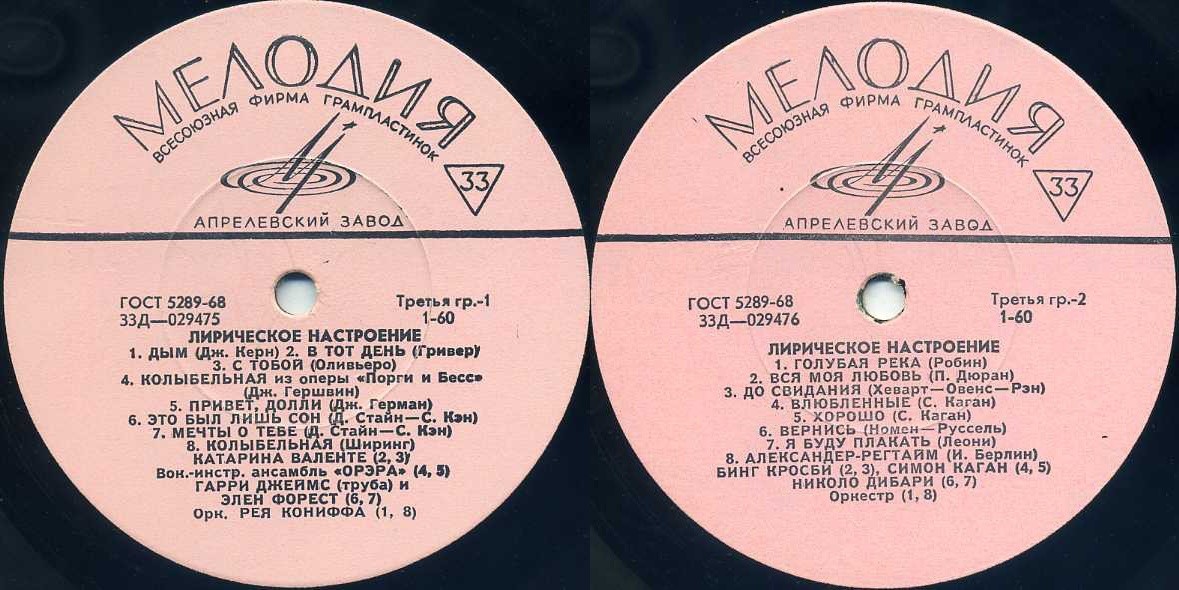 МЕЛОДИЯ
ВСЕСОЮЗНАЯ ФИРМА ГРАМПЛАСТИНОК
33
АПРЕЛЕВСКИЙ ЗАВОД
ГОСТ 5289-68 Третья гр.-1
33Д—029475 1-60
ЛИРИЧЕСКОЕ НАСТРОЕНИЕ
1. ДЫМ (Дж. Керн) 2. В ТОТ ДЕНЬ (Гривер)
3. С ТОБОЙ (Оливьеро)
4. КОЛЫБЕЛЬНАЯ из оперы «Порги и Бесс»
(Дж. Гершвин)
5. ПРИВЕТ, ДОЛЛИ (Дж. Герман)
6. ЭТО БЫЛ ЛИШЬ СОН (Д. Стайн—С. Кэн)
7. МЕЧТЫ О ТЕБЕ (Д. Стайн—С. Кэн)
8. КОЛЫБЕЛЬНАЯ (Ширинг)
КАТАРИНА ВАЛЕНТЕ (2, 3)
Вок.-инстр. ансамбль «ОРЭРА» (4, 5)
ГАРРИ ДЖЕЙМС (труба) и
ЭЛЕН ФОРЕСТ (6, 7)
Орк. РЕЯ КОНИФФА (1, 8)
МЕЛОДИЯ
ВСЕСОЮЗНАЯ ФИРМА ГРАМПЛАСТИНОК
33
АПРЕЛЕВСКИЙ ЗАВОД
ГОСТ 5289-68 Третья гр.-2
33Д—029476 1-60
ЛИРИЧЕСКОЕ НАСТРОЕНИЕ
1. ГОЛУБАЯ РЕКА (Робин)
2. ВСЯ МОЯ ЛЮБОВЬ (П. Дюран)
3. ДО СВИДАНИЯ (Хеварт—Овенс—Рэн)
4. ВЛЮБЛЕННЫЕ (С. Каган)
5. ХОРОШО (С. Каган)
6. ВЕРНИСЬ (Номен—Руссель)
7. Я БУДУ ПЛАКАТЬ (Леони)
8. АЛЕКСАНДЕР-РЕГТАЙМ (И. Берлин)
БИНГ КРОСБИ (2, 3), СИМОН КАГАН (4, 5)
НИКОЛО ДИБАРИ (6, 7)
Оркестр (1, 8)